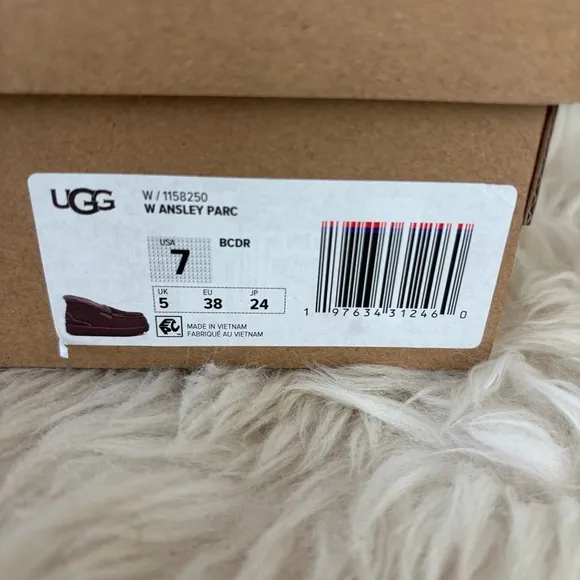 UGG
W / 1158250
W ANSLEY PARC
USA
7
BCDR
UK EU JP
5 38 24
MADE IN VIETNAM
FABRIQUÉ AU VIETNAM
1 97634 31246 0